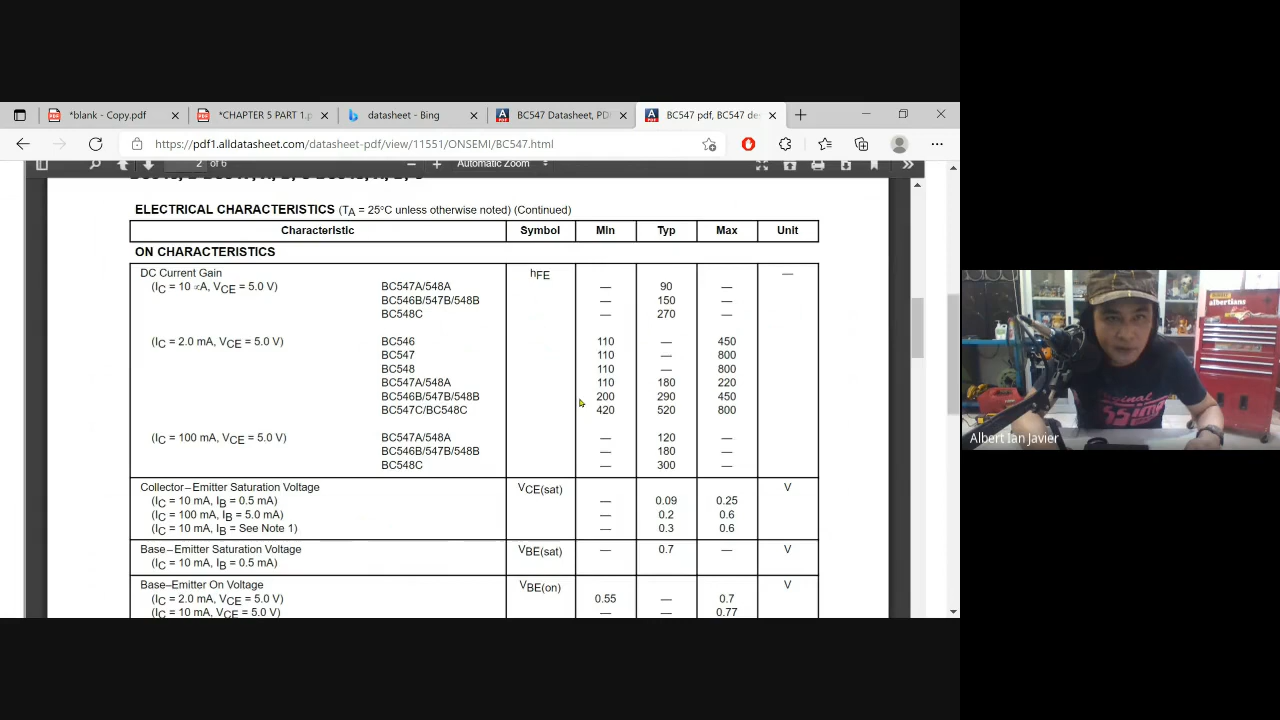 *blank - Copy.pdf
*CHAPTER 5 PART 1.p
datasheet - Bing
BC547 Datasheet, PD
BC547 pdf, BC547 des
https://pdf1.alldatasheet.com/datasheet-pdf/view/11551/ONSEMI/BC547.html
2 of 6 Automatic Zoom
ELECTRICAL CHARACTERISTICS (TA = 25°C unless otherwise noted) (Continued)
Characteristic Symbol Min Typ Max Unit
ON CHARACTERISTICS
DC Current Gain hFE —
(IC = 10 A, VCE = 5.0 V) BC547A/548A — 90 —
BC546B/547B/548B — 150 —
BC548C — 270 —
(IC = 2.0 mA, VCE = 5.0 V) BC546 110 — 450
BC547 110 — 800
BC548 110 — 800
BC547A/548A 110 180 220
BC546B/547B/548B 200 290 450
BC547C/BC548C 420 520 800
(IC = 100 mA, VCE = 5.0 V) BC547A/548A — 120 —
BC546B/547B/548B — 180 —
BC548C — 300 —
Collector–Emitter Saturation Voltage VCE(sat) V
(IC = 10 mA, IB = 0.5 mA) — 0.09 0.25
(IC = 100 mA, IB = 5.0 mA) — 0.2 0.6
(IC = 10 mA, IB = See Note 1) — 0.3 0.6
Base–Emitter Saturation Voltage VBE(sat) — 0.7 — V
(IC = 10 mA, IB = 0.5 mA)
Base–Emitter On Voltage VBE(on) V
(IC = 2.0 mA, VCE = 5.0 V) 0.55 — 0.7
(IC = 10 mA, VCE = 5.0 V) — — 0.77
albertians
Albert Ian Javier